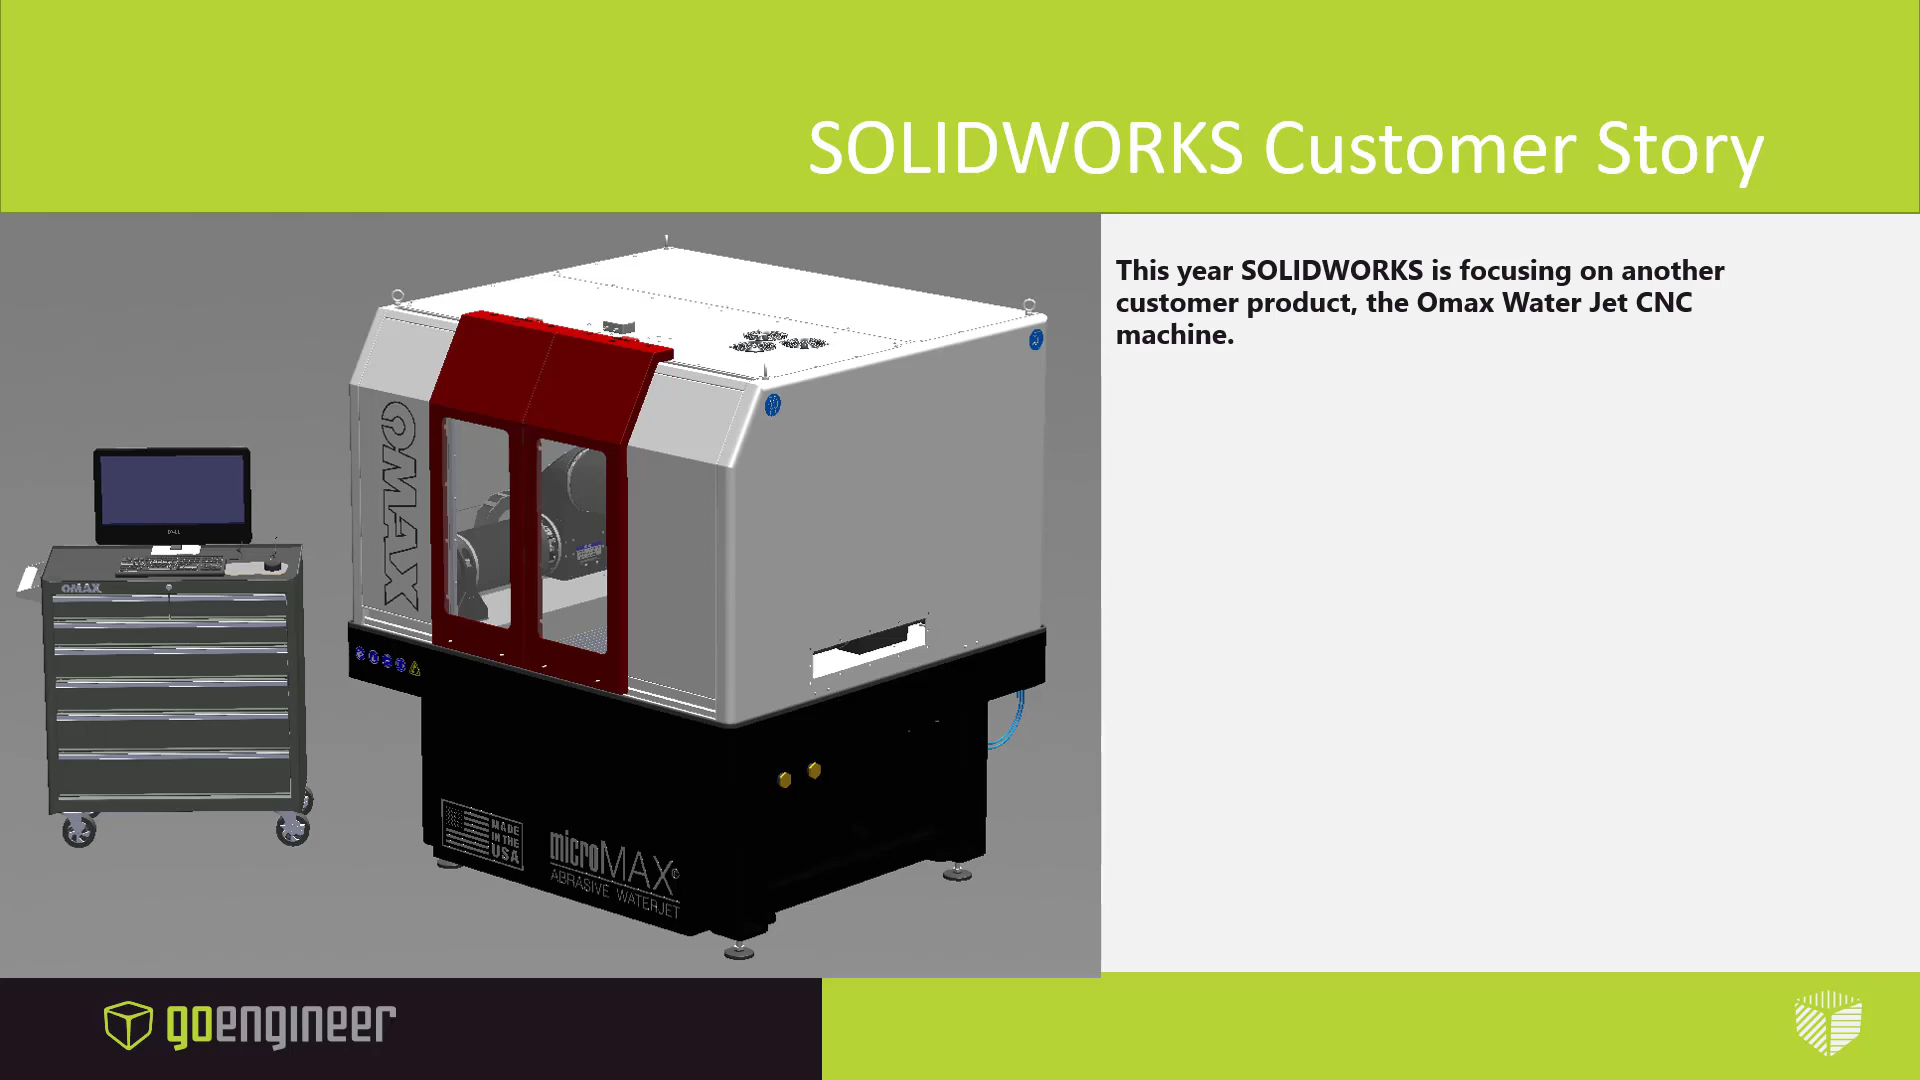 SOLIDWORKS Customer Story
This year SOLIDWORKS is focusing on another
customer product, the Omax Water Jet CNC
machine.
OMAX
DELL
OMAX
MADE
IN THE
USA
microMAX®
ABRASIVE WATERJET
goengineer